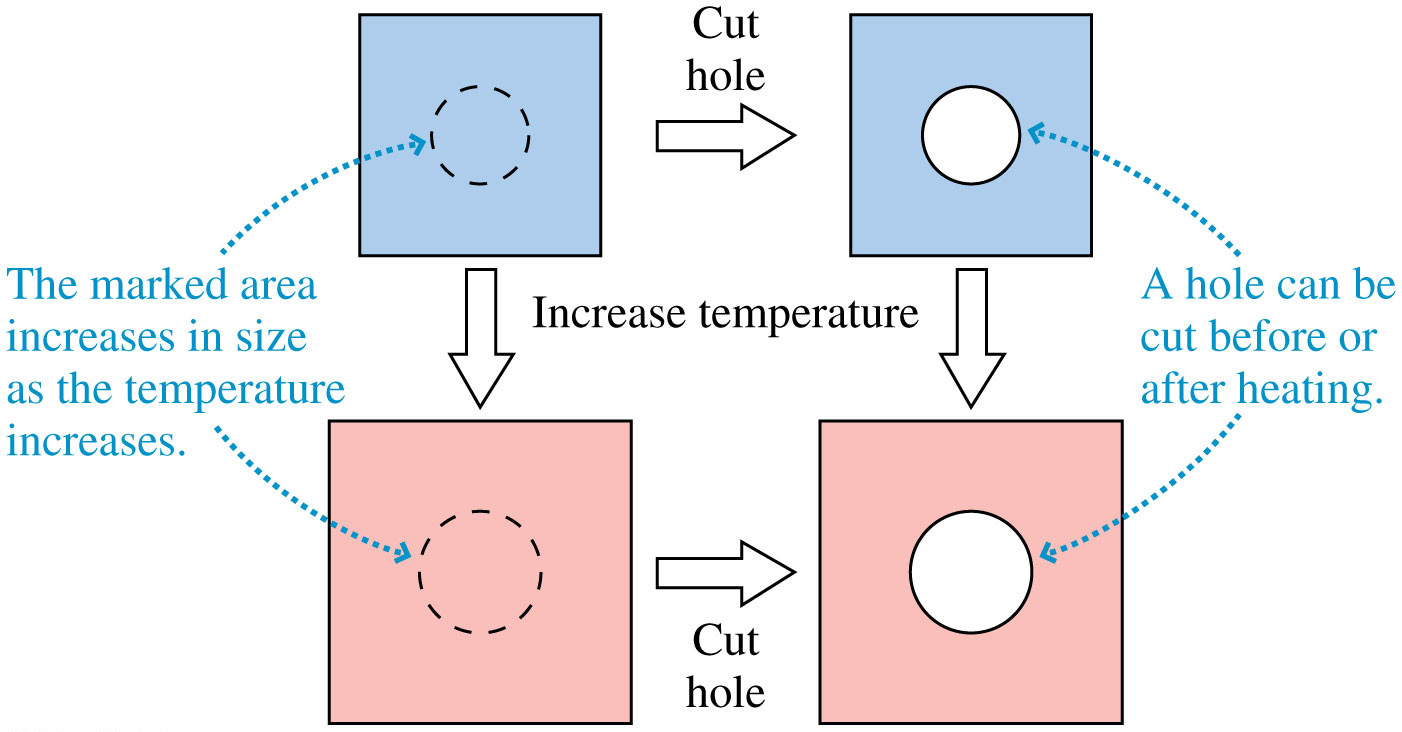 Cut
hole
The marked area
increases in size
as the temperature
increases.
Increase temperature
A hole can be
cut before or
after heating.
Cut
hole